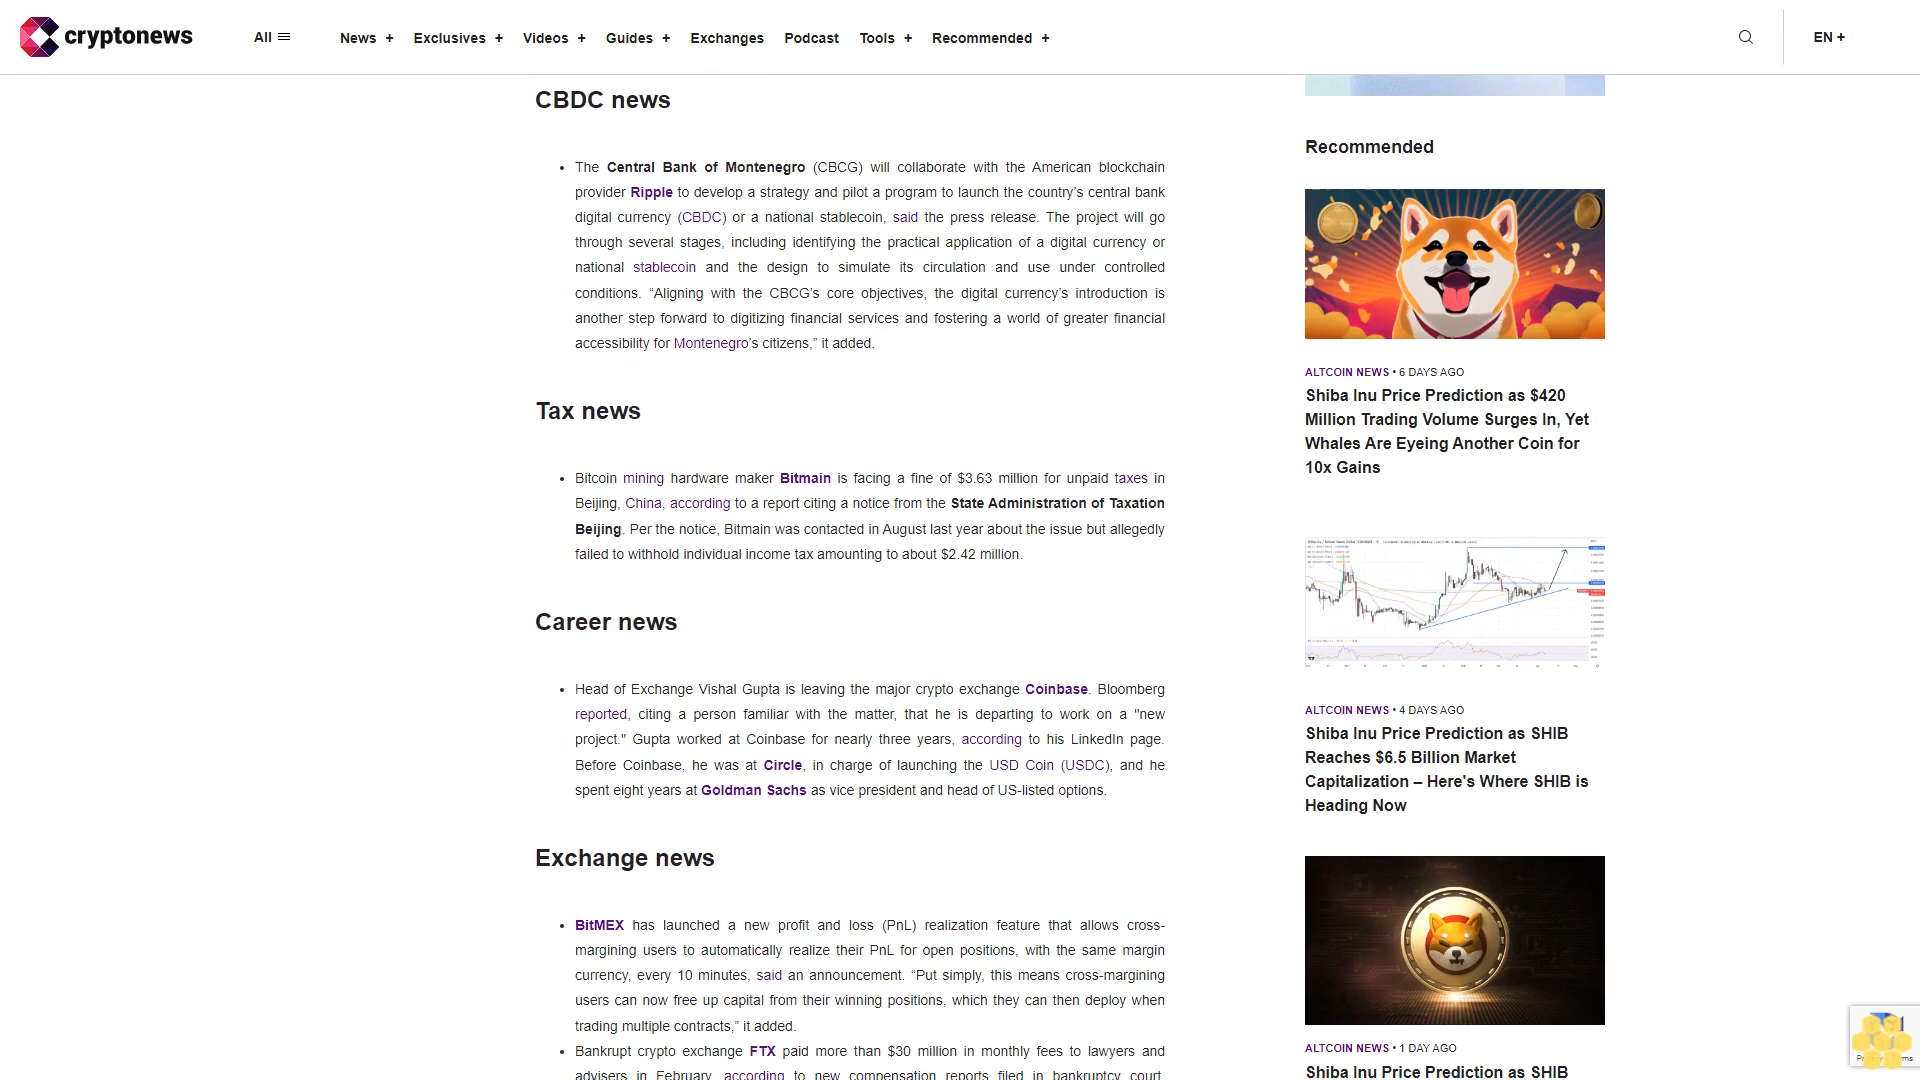 cryptonews
All
News +
Exclusives +
Videos +
Guides +
Exchanges
Podcast
Tools +
Recommended +
EN +
CBDC news
• The Central Bank of Montenegro (CBCG) will collaborate with the American blockchain
provider Ripple to develop a strategy and pilot a program to launch the country’s central bank
digital currency (CBDC) or a national stablecoin, said the press release. The project will go
through several stages, including identifying the practical application of a digital currency or
national stablecoin and the design to simulate its circulation and use under controlled
conditions. “Aligning with the CBCG’s core objectives, the digital currency’s introduction is
another step forward to digitizing financial services and fostering a world of greater financial
accessibility for Montenegro’s citizens,” it added.
Tax news
• Bitcoin mining hardware maker Bitmain is facing a fine of $3.63 million for unpaid taxes in
Beijing, China, according to a report citing a notice from the State Administration of Taxation
Beijing. Per the notice, Bitmain was contacted in August last year about the issue but allegedly
failed to withhold individual income tax amounting to about $2.42 million.
Career news
• Head of Exchange Vishal Gupta is leaving the major crypto exchange Coinbase. Bloomberg
reported, citing a person familiar with the matter, that he is departing to work on a "new
project." Gupta worked at Coinbase for nearly three years, according to his LinkedIn page.
Before Coinbase, he was at Circle, in charge of launching the USD Coin (USDC), and he
spent eight years at Goldman Sachs as vice president and head of US-listed options.
Exchange news
• BitMEX has launched a new profit and loss (PnL) realization feature that allows cross-
margining users to automatically realize their PnL for open positions, with the same margin
currency, every 10 minutes, said an announcement. “Put simply, this means cross-margining
users can now free up capital from their winning positions, which they can then deploy when
trading multiple contracts,” it added.
• Bankrupt crypto exchange FTX paid more than $30 million in monthly fees to lawyers and
advisers in February, according to new compensation reports filed in bankruptcy court.
Recommended
ALTCOIN NEWS • 6 DAYS AGO
Shiba Inu Price Prediction as $420
Million Trading Volume Surges In, Yet
Whales Are Eyeing Another Coin for
10x Gains
ALTCOIN NEWS • 4 DAYS AGO
Shiba Inu Price Prediction as SHIB
Reaches $6.5 Billion Market
Capitalization – Here's Where SHIB is
Heading Now
ALTCOIN NEWS • 1 DAY AGO
Shiba Inu Price Prediction as SHIB